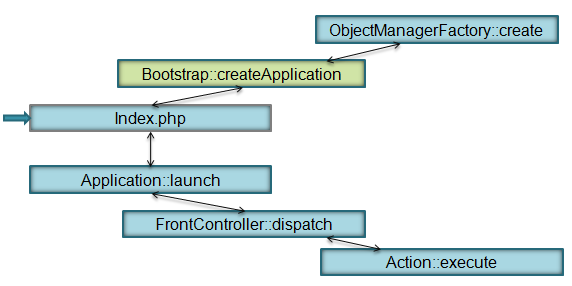 ObjectManagerFactory::create
Bootstrap::createApplication
Index.php
Application::launch
FrontController::dispatch
Action::execute